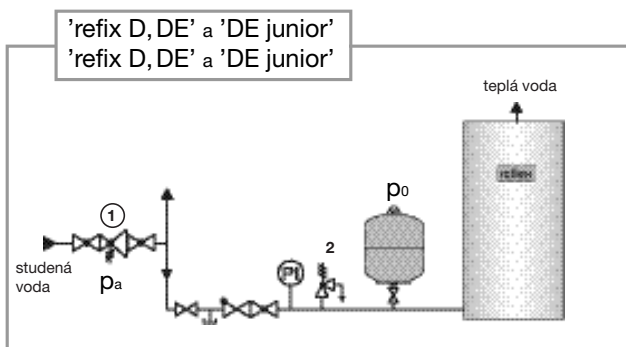 'refix D, DE' a 'DE junior'
'refix D, DE' a 'DE junior'
teplá voda
reflex
p0
1
2
PI
studená
voda
pa